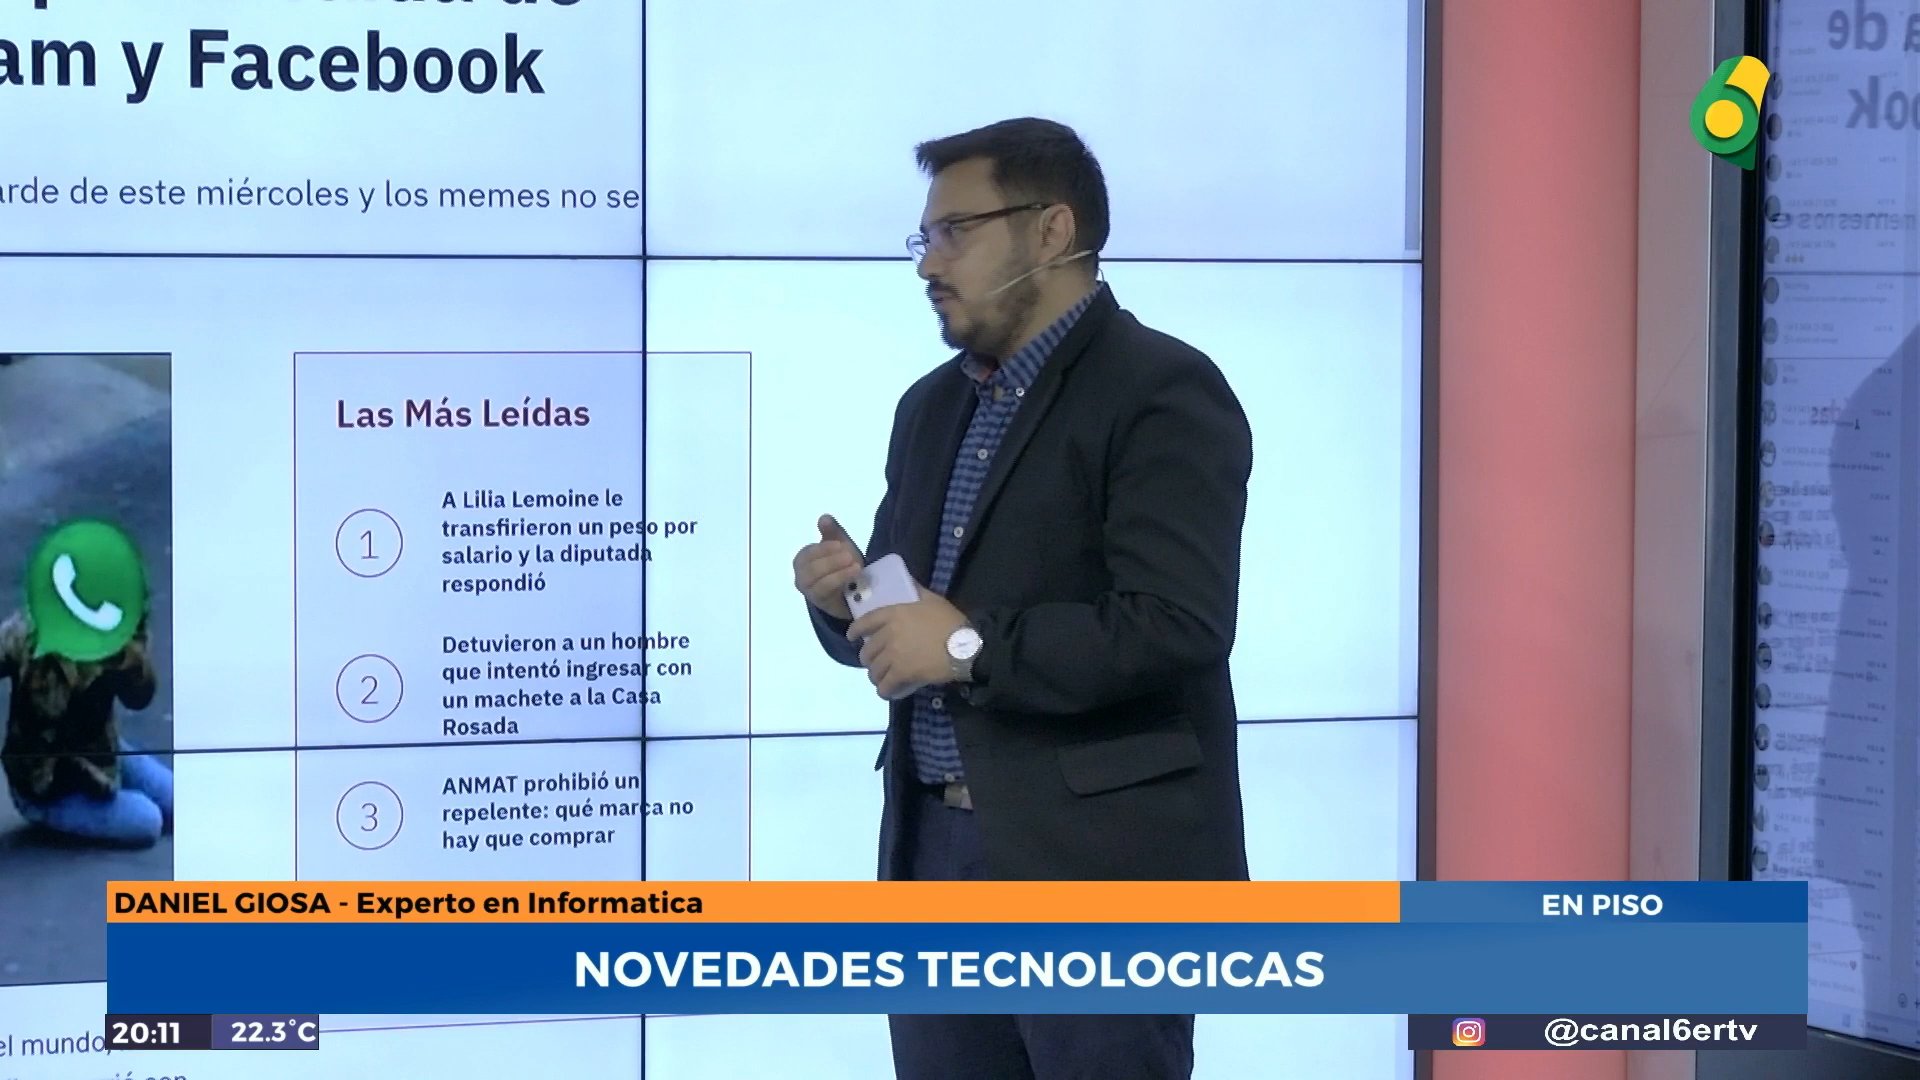 am y Facebook
arde de este miércoles y los memes no se
Las Más Leídas
1
A Lilia Lemoine le
transfirieron un peso por
salario y la diputada
respondió
2
Detuvieron a un hombre
que intentó ingresar con
un machete a la Casa
Rosada
3
ANMAT prohibió un
repelente: qué marca no
hay que comprar
el mundo,
6
DANIEL GIOSA - Experto en Informatica
EN PISO
NOVEDADES TECNOLOGICAS
20:11
22.3°C
@canal6ertv